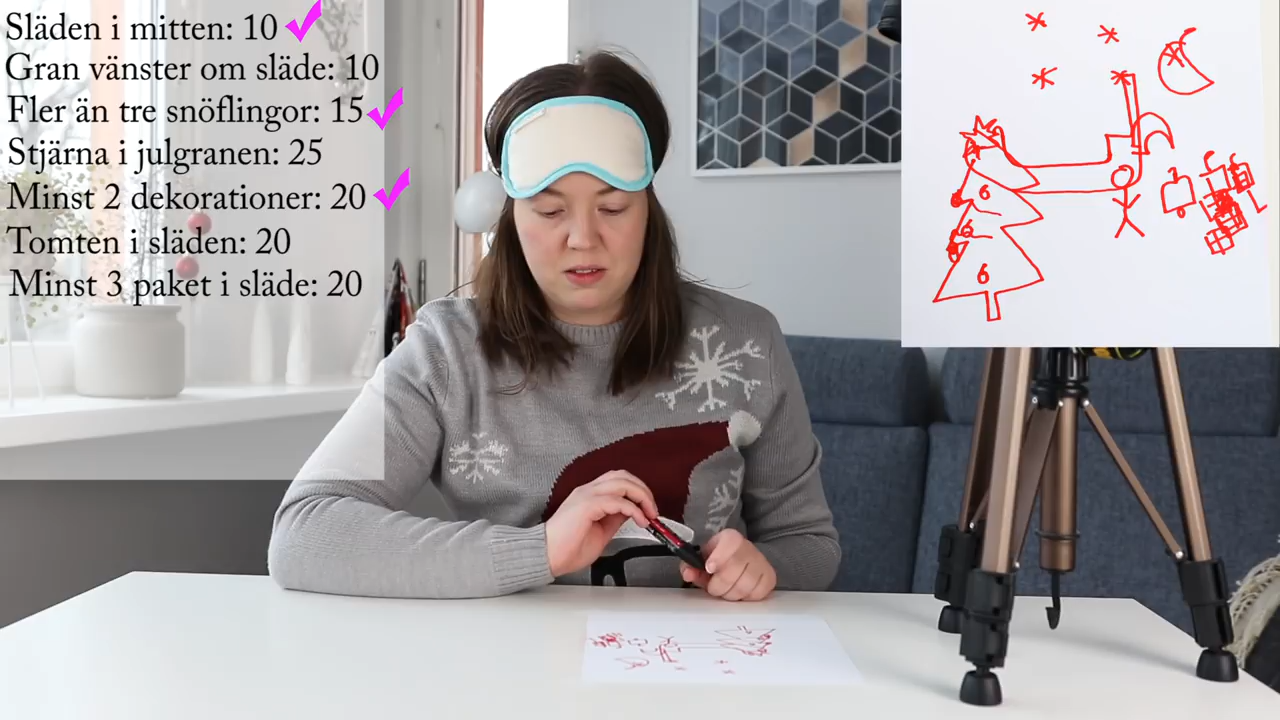 Släden i mitten: 10
Gran vänster om släde: 10
Fler än tre snöflingor: 15
Stjärna i julgranen: 25
Minst 2 dekorationer: 20
Tomten i släden: 20
Minst 3 paket i släde: 20